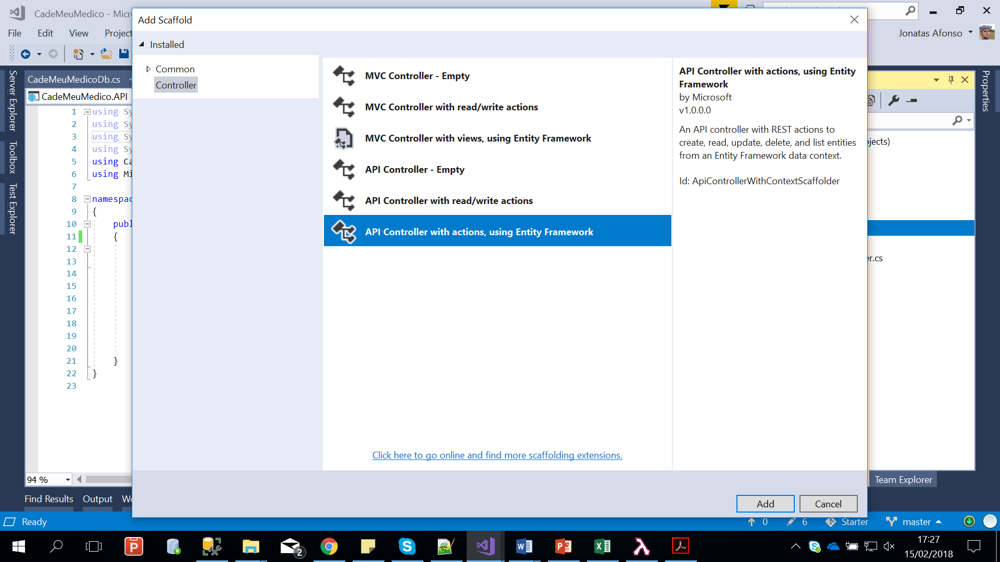 CadeMeuMedico - Micr
Add Scaffold
File Edit View Project
Jonatas Afonso
Installed
Common
Controller
MVC Controller - Empty
MVC Controller with read/write actions
MVC Controller with views, using Entity Framework
API Controller - Empty
API Controller with read/write actions
API Controller with actions, using Entity Framework
Click here to go online and find more scaffolding extensions.
API Controller with actions, using Entity
Framework
by Microsoft
v1.0.0.0
An API controller with REST actions to
create, read, update, delete, and list entities
from an Entity Framework data context.
Id: ApiControllerWithContextScaffolder
Add
Cancel
Server Explorer
Toolbox
Test Explorer
CadeMeuMedicoDb.cs
CadeMeuMedico.API
1 using Sy
2 using Sy
3 using Sy
4 using Sy
5 using Ca
6 using Mi
7
8 namespac
9 {
10 publ
11 {
12
13
14
15
16
17
18
19
20
21 }
22 }
23
94 %
Properties
jects)
er.cs
Team Explorer
Find Results Output We
Ready
0 6 Starter master
2
17:27
15/02/2018